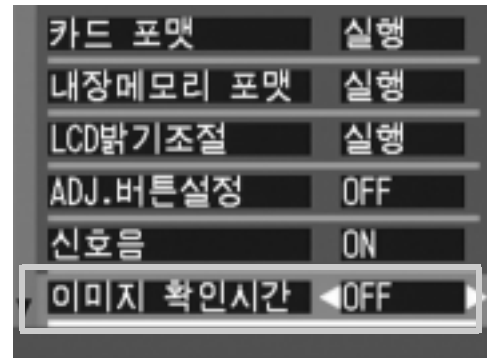 카드 포맷 실행
내장메모리 포맷 실행
LCD밝기조절 실행
ADJ.버튼설정 OFF
신호음 ON
이미지 확인시간 ◀OFF ▶